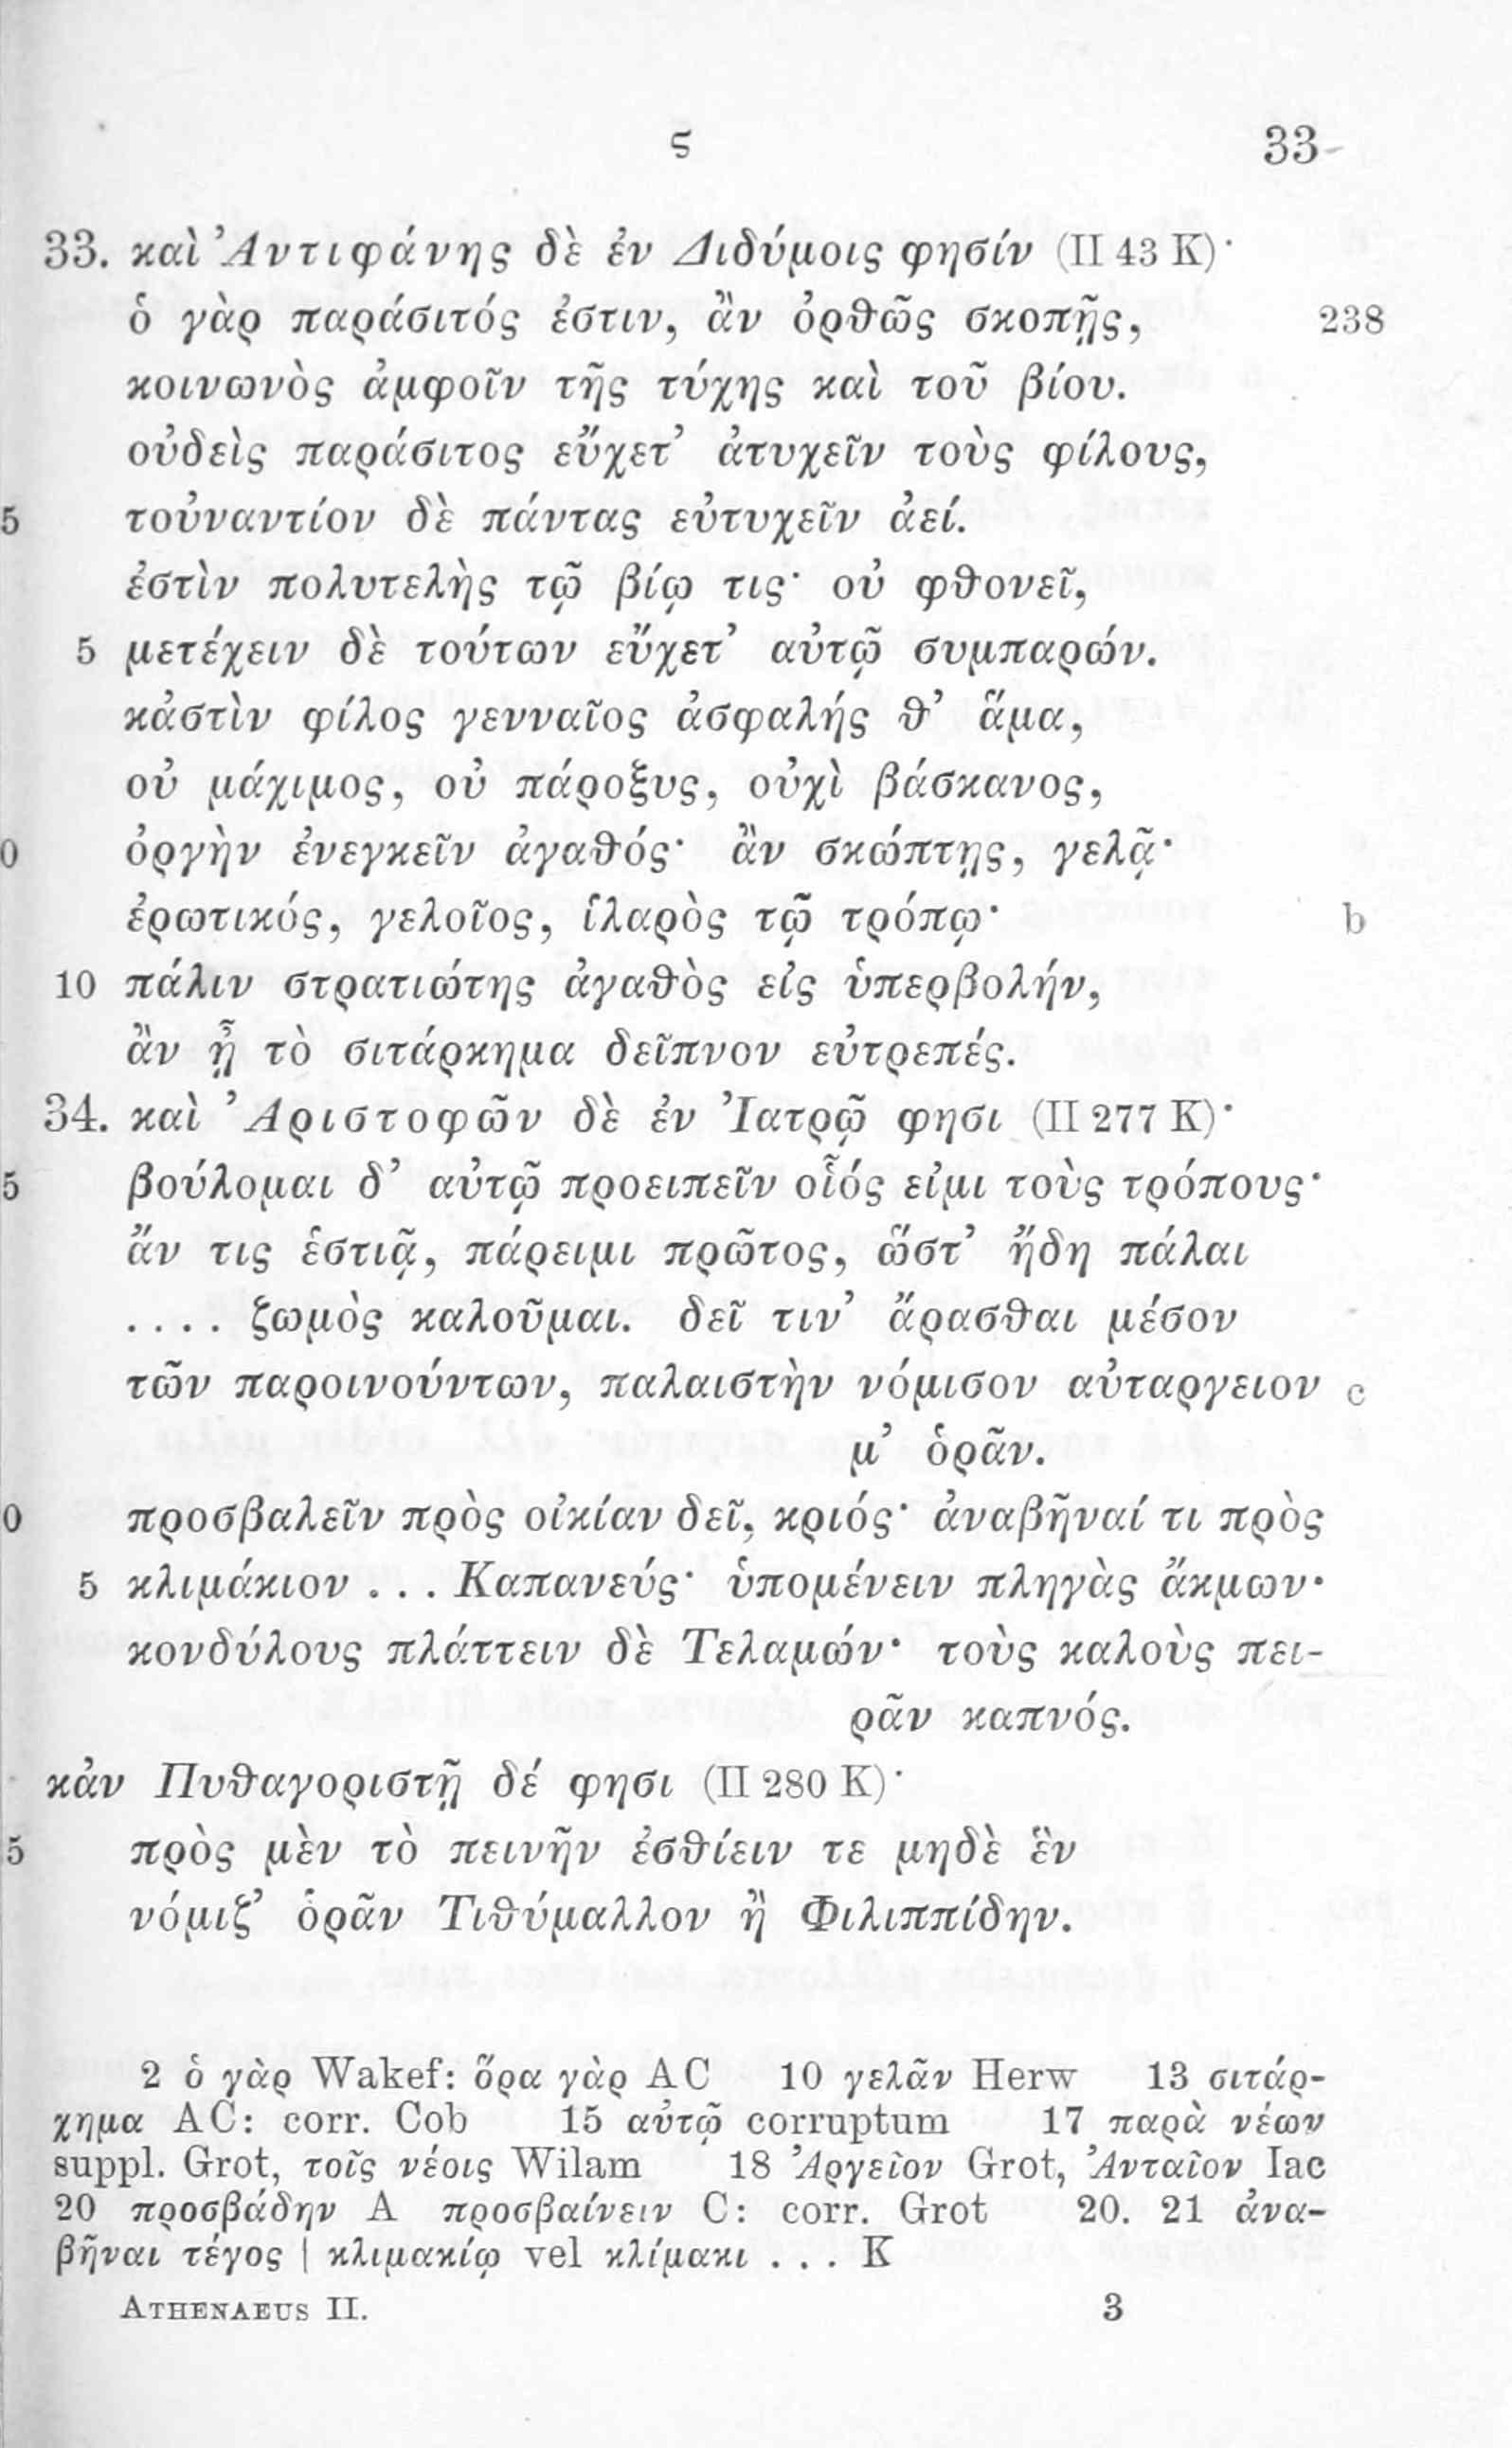 ς 33
33. καὶ Ἀντιφάνης δὲ ἐν Διδύμοις φησίν (II 43 K)·
ὁ γὰρ παράσιτός ἐστιν, ἂν ὀρθῶς σκοπῇς, 238
κοινωνὸς ἀμφοῖν τῆς τύχης καὶ τοῦ βίου.
οὐδεὶς παράσιτος εὔχετ’ ἀτυχεῖν τοὺς φίλους,
5 τοὐναντίον δὲ πάντας εὐτυχεῖν ἀεί.
ἐστὶν πολυτελὴς τῷ βίῳ τις· οὐ φθονεῖ,
5 μετέχειν δὲ τούτων εὔχετ’ αὐτῷ συμπαρών.
κἀστὶν φίλος γενναῖος ἀσφαλής θ’ ἅμα,
οὐ μάχιμος, οὐ πάροξυς, οὐχὶ βάσκανος,
0 ὀργὴν ἐνεγκεῖν ἀγαθός· ἂν σκώπτῃς, γελᾷ·
ἐρωτικός, γελοῖος, ἱλαρὸς τῷ τρόπῳ· b
10 πάλιν στρατιώτης ἀγαθὸς εἰς ὑπερβολήν,
ἂν ᾖ τὸ σιτάρκημα δεῖπνον εὐτρεπές.
34. καὶ Ἀριστοφῶν δὲ ἐν Ἰατρῷ φησι (II 277 K)·
5 βούλομαι δ’ αὐτῷ προειπεῖν οἷός εἰμι τοὺς τρόπους·
ἄν τις ἑστιᾷ, πάρειμι πρῶτος, ὥστ’ ἤδη πάλαι
.... ζωμὸς καλοῦμαι. δεῖ τιν’ ἄρασθαι μέσον
τῶν παροινούντων, παλαιστὴν νόμισον αὐταργειον c
μ’ ὁρᾶν.
0 προσβαλεῖν πρὸς οἰκίαν δεῖ, κριός· ἀναβῆναί τι πρὸς
5 κλιμάκιον ... Καπανεύς· ὑπομένειν πληγὰς ἄκμων·
κονδύλους πλάττειν δὲ Τελαμών· τοὺς καλοὺς πει-
ρᾶν καπνός.
κἀν Πυθαγοριστῇ δέ φησι (II 280 K)·
5 πρὸς μὲν τὸ πεινῆν ἐσθίειν τε μηδὲ ἓν
νόμιζ’ ὁρᾶν Τιθύμαλλον ἢ Φιλιππίδην.
2 ὁ γὰρ Wakef: ὅρα γὰρ AC 10 γελᾶν Herw 13 σιτάρ-
χημα AC: corr. Cob 15 αὐτῷ corruptum 17 παρὰ νέων
suppl. Grot, τοῖς νέοις Wilam 18 Ἀργεῖον Grot, Ἀνταῖον Iac
20 προσβάδην A προσβαίνειν C: corr. Grot 20. 21 ἀνα-
βῆναι τέγος | κλιμακίῳ vel κλίμακι ... K
ATHENAEUS II. 3